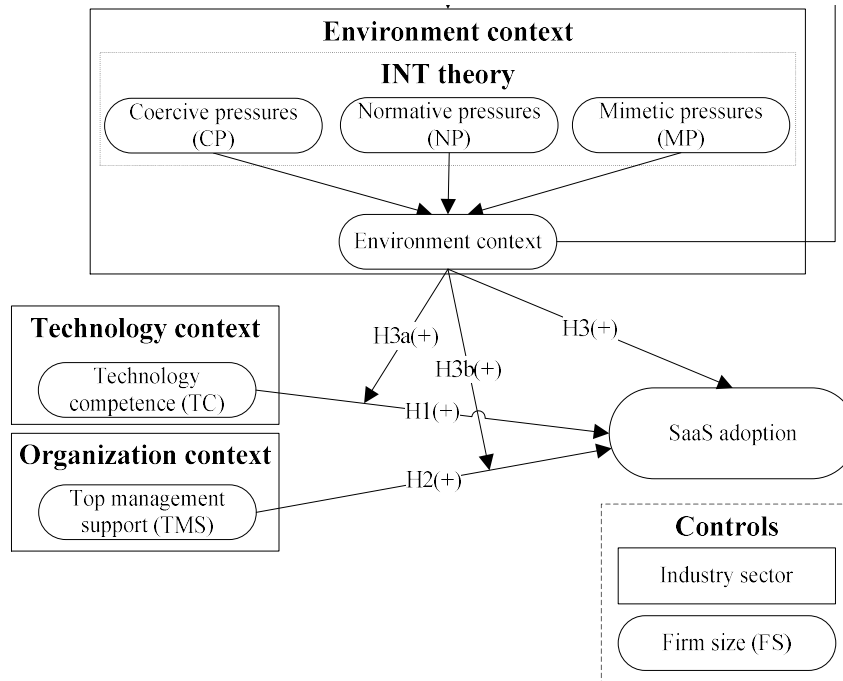 Environment context
INT theory
Coercive pressures
(CP)
Normative pressures
(NP)
Mimetic pressures
(MP)
Environment context
Technology context
Technology
competence (TC)
H3a(+)
H3b(+)
H3(+)
H1(+)
SaaS adoption
Organization context
Top management
support (TMS)
H2(+)
Controls
Industry sector
Firm size (FS)